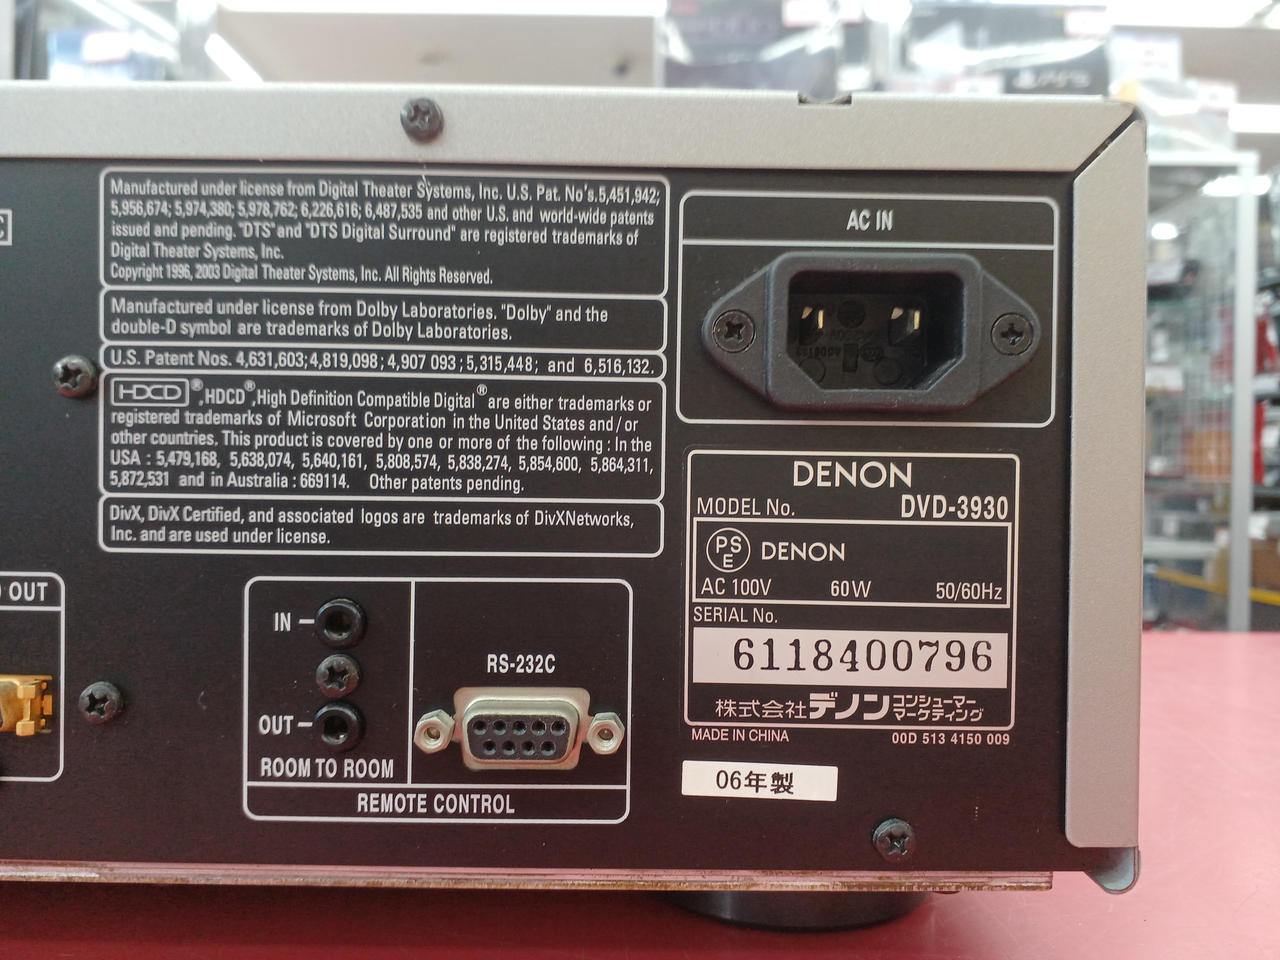 Manufactured under license from Digital Theater Systems, Inc. U.S. Pat. No's.5,451,942;
5,956,674; 5,974,380; 5,978,762; 6,226,616; 6,487,535 and other U.S. and world-wide patents
issued and pending. "DTS" and "DTS Digital Surround" are registered trademarks of
Digital Theater Systems, Inc.
Copyright 1996, 2003 Digital Theater Systems, Inc. All Rights Reserved.
Manufactured under license from Dolby Laboratories. "Dolby" and the
double-D symbol are trademarks of Dolby Laboratories.
U.S. Patent Nos. 4,631,603; 4,819,098; 4,907 093; 5,315,448; and 6,516,132.
HDCD®, HDCD®, High Definition Compatible Digital® are either trademarks or
registered trademarks of Microsoft Corporation in the United States and/or
other countries. This product is covered by one or more of the following : In the
USA : 5,479,168, 5,638,074, 5,640,161, 5,808,574, 5,838,274, 5,854,600, 5,864,311,
5,872,531 and in Australia : 669114. Other patents pending.
DivX, DivX Certified, and associated logos are trademarks of DivXNetworks,
Inc. and are used under license.
AC IN
DENON
MODEL No. DVD-3930
PSE DENON
AC 100V 60W 50/60Hz
SERIAL No.
6118400796
株式会社デノン コンシューマー
マーケティング
MADE IN CHINA 00D 513 4150 009
06年製
OUT
IN
OUT
ROOM TO ROOM
RS-232C
REMOTE CONTROL
PS5